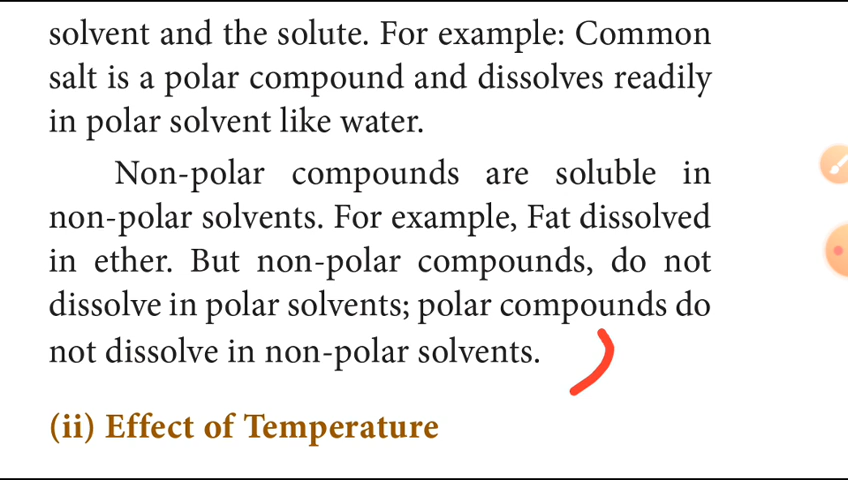 solvent and the solute. For example: Common
salt is a polar compound and dissolves readily
in polar solvent like water.
Non-polar compounds are soluble in
non-polar solvents. For example, Fat dissolved
in ether. But non-polar compounds, do not
dissolve in polar solvents; polar compounds do
not dissolve in non-polar solvents.
(ii) Effect of Temperature